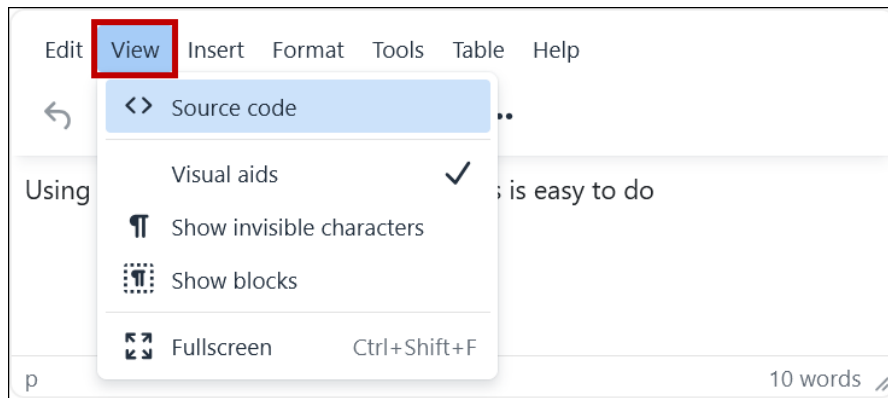 Edit View Insert Format Tools Table Help
Source code
Visual aids
Using is easy to do
Show invisible characters
Show blocks
Fullscreen Ctrl+Shift+F
p 10 words